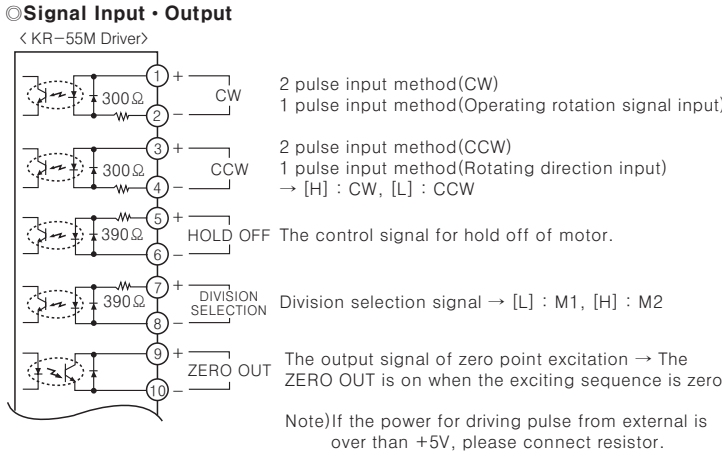 ◎Signal Input • Output
< KR-55M Driver>
1 + CW
300Ω
2 −
2 pulse input method(CW)
1 pulse input method(Operating rotation signal input)
3 + CCW
300Ω
4 −
2 pulse input method(CCW)
1 pulse input method(Rotating direction input)
→ [H] : CW, [L] : CCW
5 +
390Ω HOLD OFF The control signal for hold off of motor.
6 −
7 +
390Ω DIVISION SELECTION Division selection signal → [L] : M1, [H] : M2
8 −
9 +
ZERO OUT
10 −
The output signal of zero point excitation → The
ZERO OUT is on when the exciting sequence is zero
Note)If the power for driving pulse from external is
over than +5V, please connect resistor.